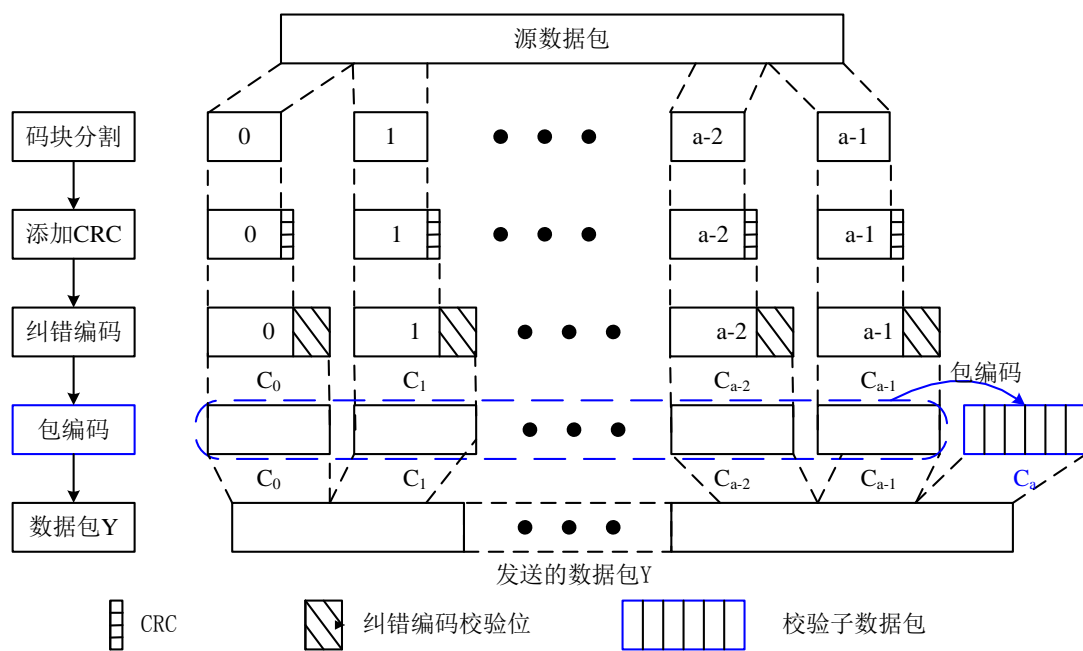 源数据包
码块分割
0 1 a-2 a-1
添加CRC
0 1 a-2 a-1
纠错编码
0 1 a-2 a-1
C0 C1 Ca-2 Ca-1 包编码
包编码
C0 C1 Ca-2 Ca-1 Ca
数据包Y
发送的数据包Y
CRC 纠错编码校验位 校验子数据包